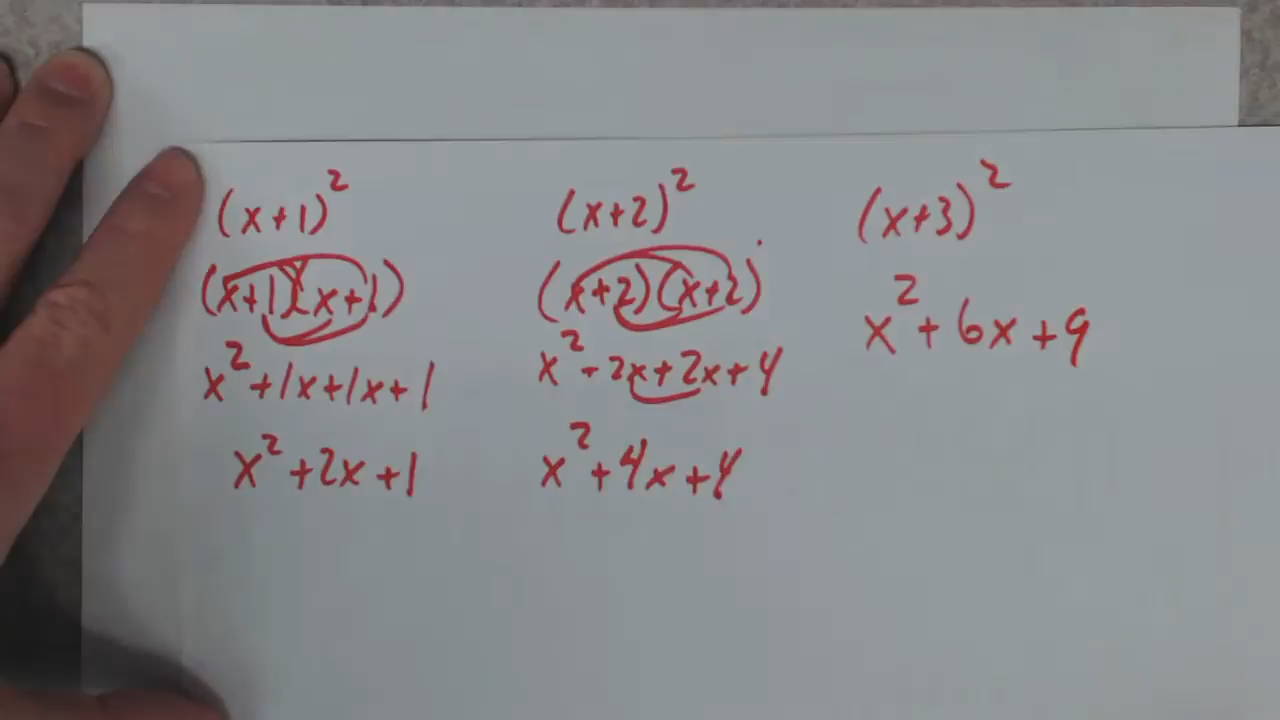 (x+1)²
(x+1)(x+1)
x²+1x+1x+1
x²+2x+1
(x+2)²
(x+2)(x+2)
x²+2x+2x+4
x²+4x+4
(x+3)²
x²+6x+9